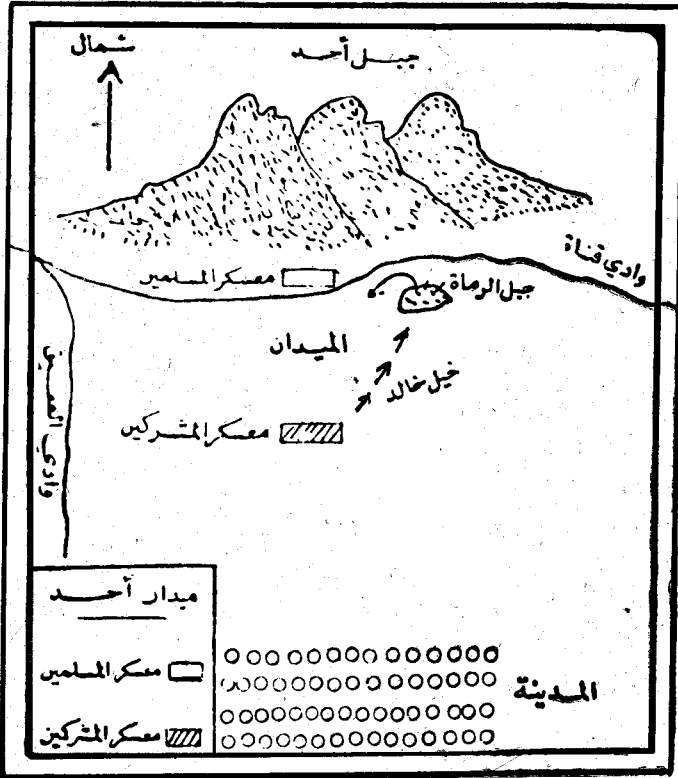 شمال
جبل أحد
وادي قناة
معسكر المسلمين
جبل الرماة
الميدان
خيل خالد
معسكر المشركين
وادي العقيق
ميدان أحد
معسكر المسلمين
معسكر المشركين
المدينة